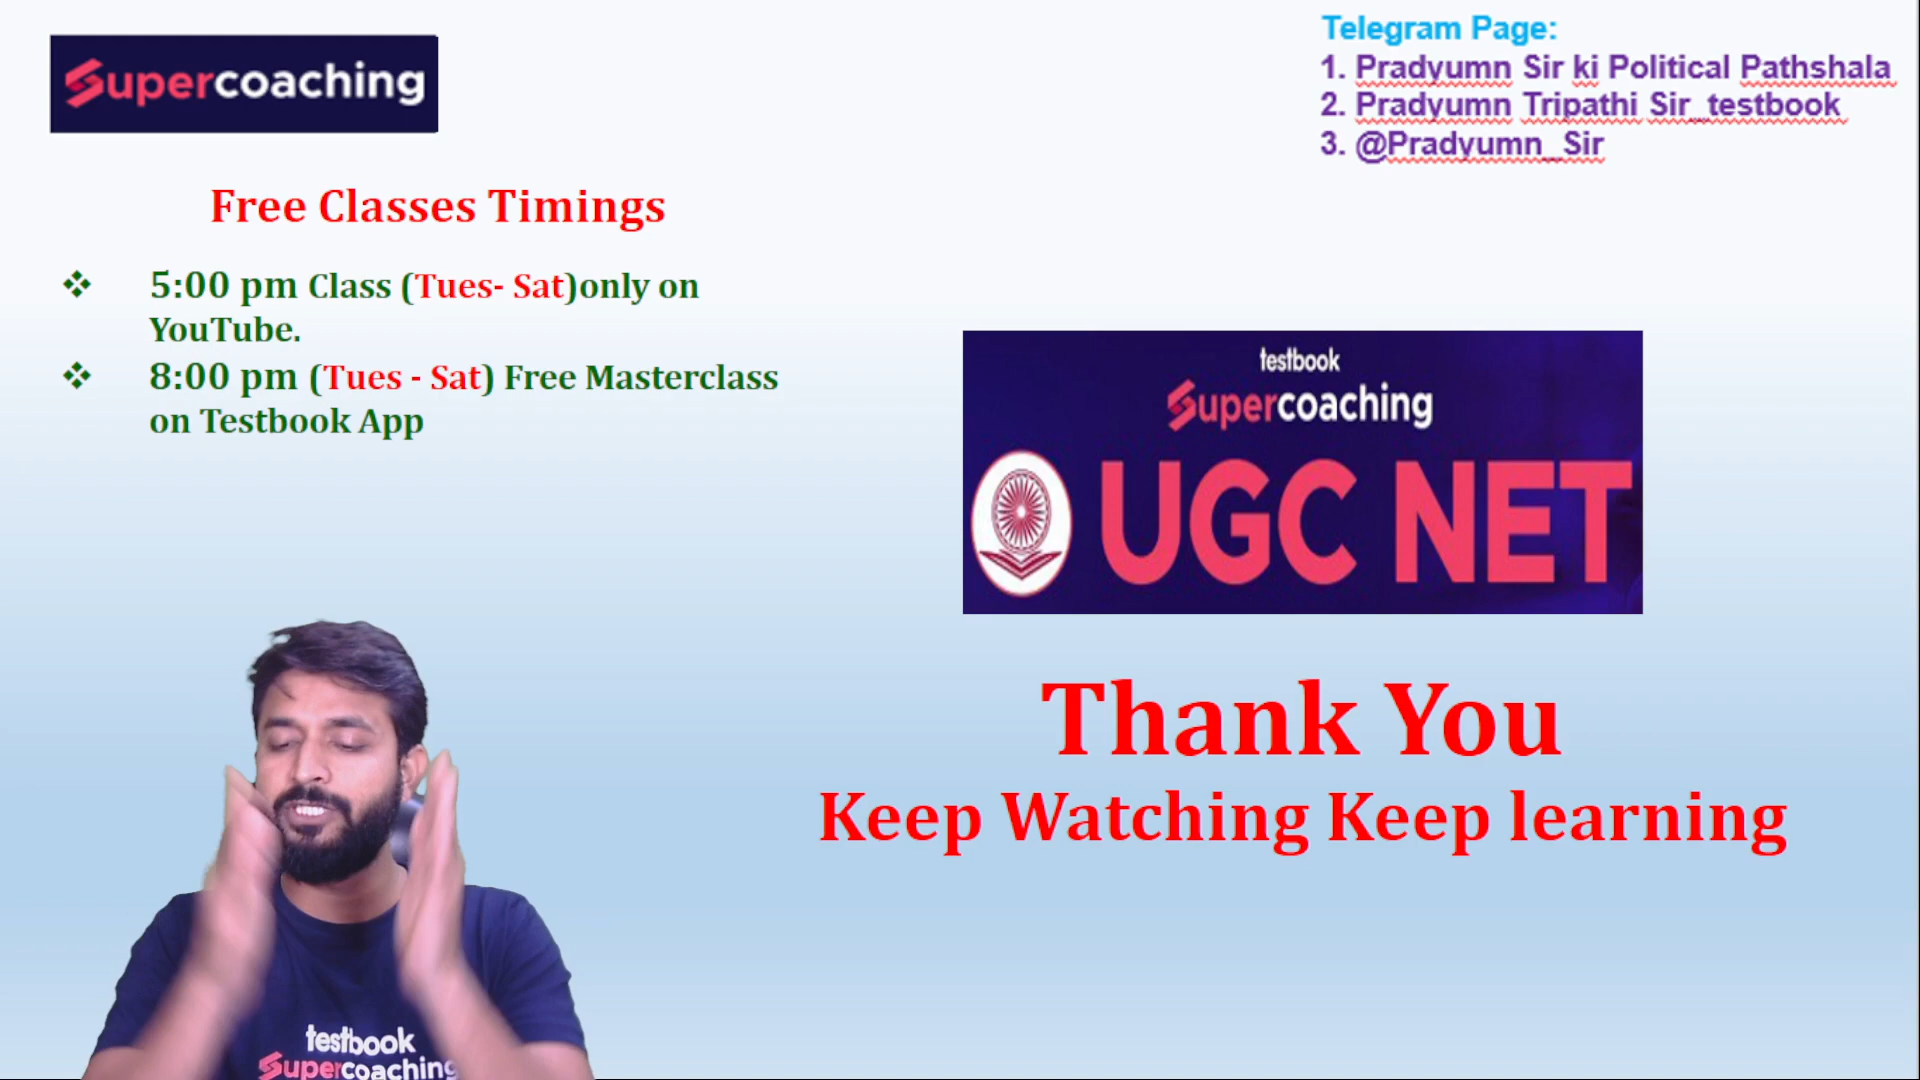 Supercoaching
Telegram Page:
1. Pradyumn Sir ki Political Pathshala
2. Pradyumn Tripathi Sir_testbook
3. @Pradyumn_Sir
Free Classes Timings
❖ 5:00 pm Class (Tues- Sat)only on
YouTube.
❖ 8:00 pm (Tues - Sat) Free Masterclass
on Testbook App
testbook
Supercoaching
UGC NET
Thank You
Keep Watching Keep learning
testbook
Supercoaching